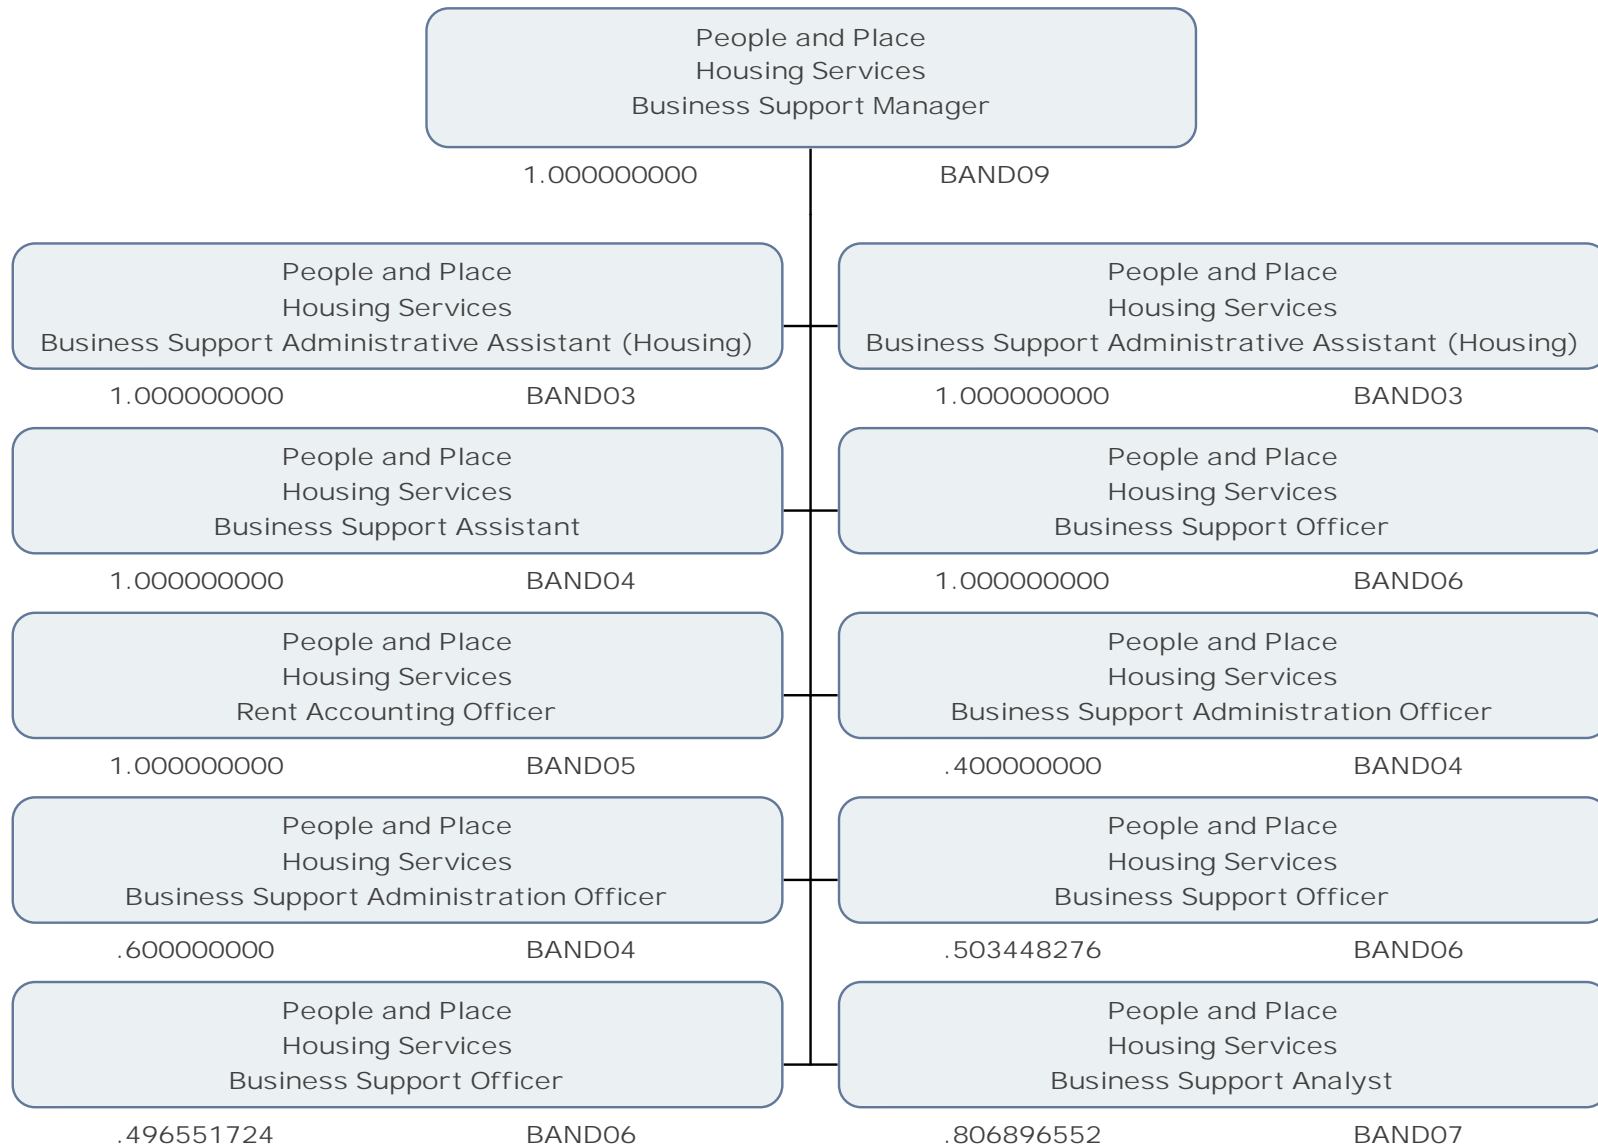 People and Place
Housing Services
Business Support Manager
1.000000000 BAND09
People and Place
Housing Services
Business Support Administrative Assistant (Housing)
1.000000000 BAND03
People and Place
Housing Services
Business Support Administrative Assistant (Housing)
1.000000000 BAND03
People and Place
Housing Services
Business Support Assistant
1.000000000 BAND04
People and Place
Housing Services
Business Support Officer
1.000000000 BAND06
People and Place
Housing Services
Rent Accounting Officer
1.000000000 BAND05
People and Place
Housing Services
Business Support Administration Officer
.400000000 BAND04
People and Place
Housing Services
Business Support Administration Officer
.600000000 BAND04
People and Place
Housing Services
Business Support Officer
.503448276 BAND06
People and Place
Housing Services
Business Support Officer
.496551724 BAND06
People and Place
Housing Services
Business Support Analyst
.806896552 BAND07